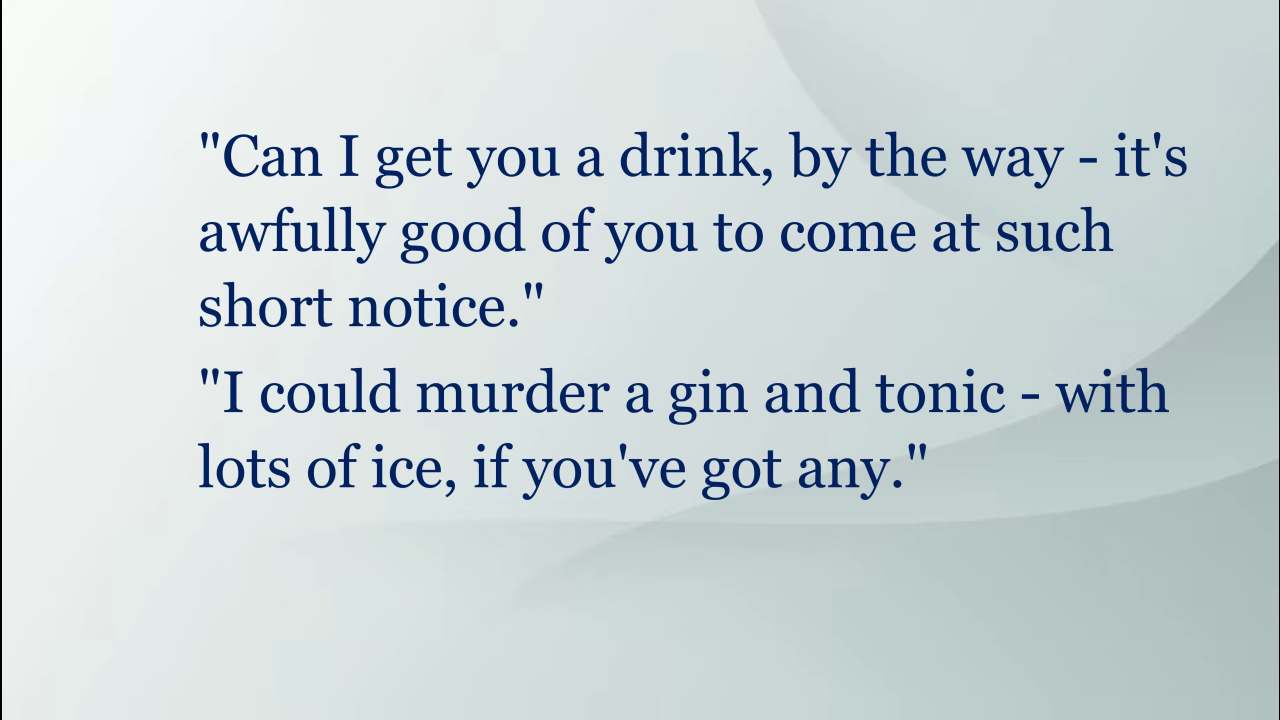 "Can I get you a drink, by the way - it's
awfully good of you to come at such
short notice."
"I could murder a gin and tonic - with
lots of ice, if you've got any."